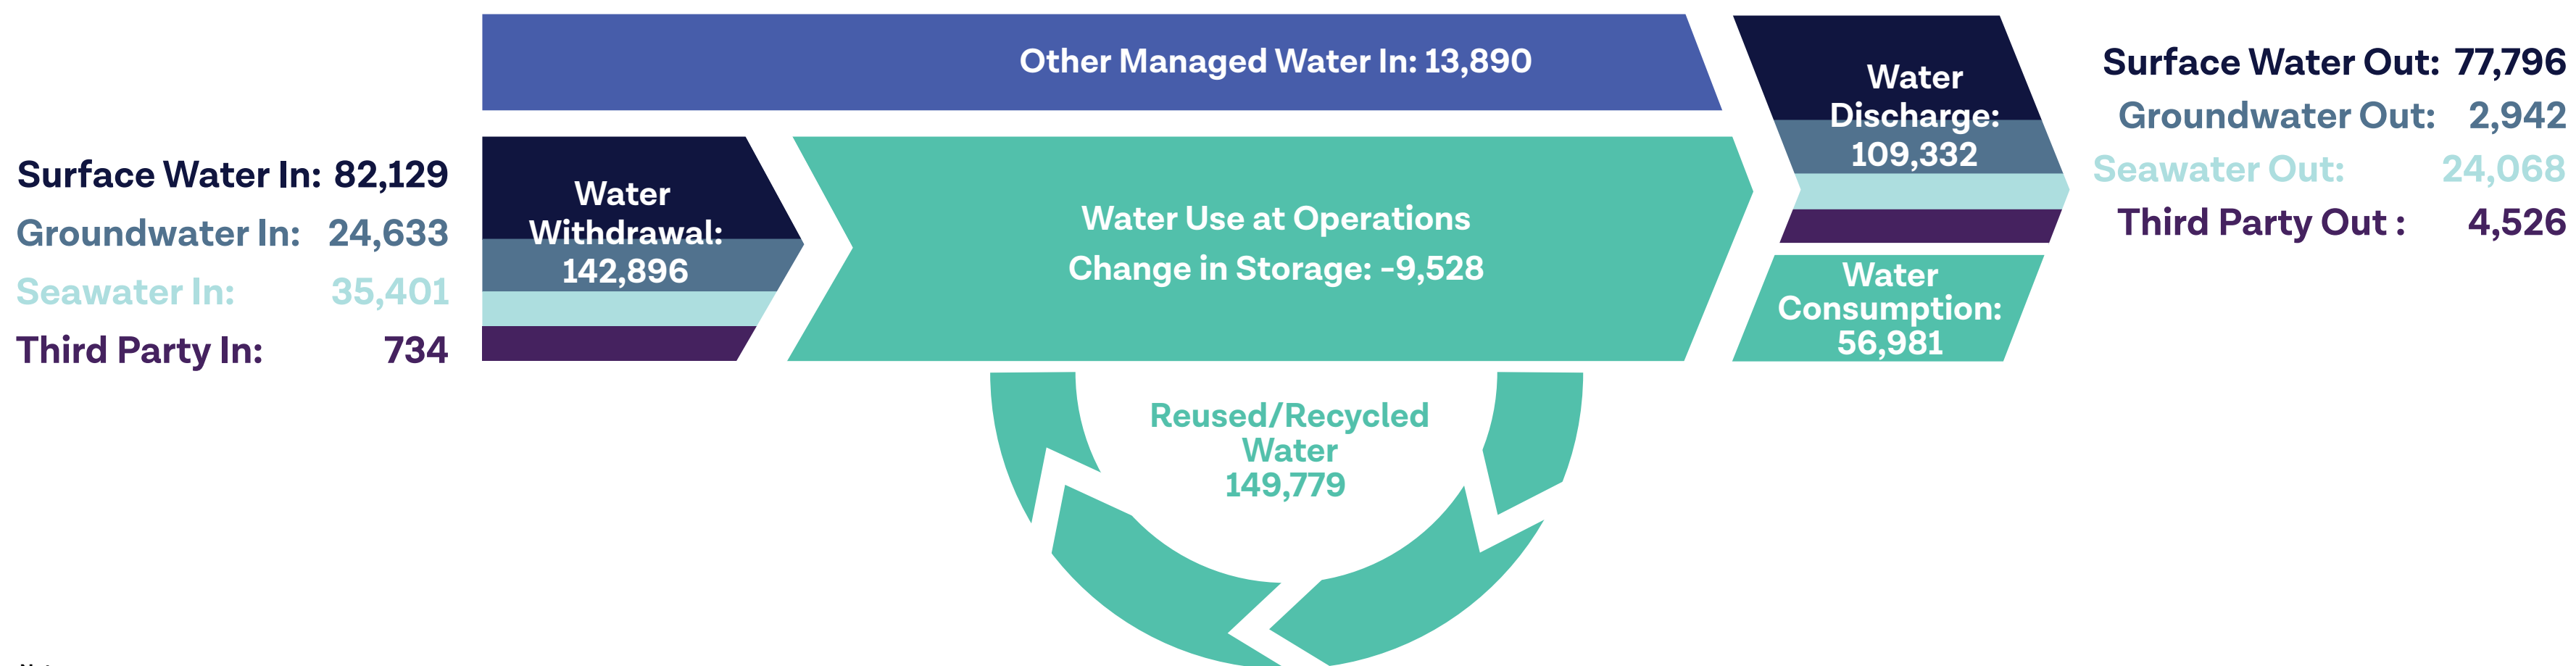 Other Managed Water In: 13,890
Surface Water In: 82,129
Groundwater In: 24,633
Seawater In: 35,401
Third Party In: 734
Water
Withdrawal:
142,896
Water Use at Operations
Change in Storage: -9,528
Reused/Recycled
Water
149,779
Water
Discharge:
109,332
Water
Consumption:
56,981
Surface Water Out: 77,796
Groundwater Out: 2,942
Seawater Out: 24,068
Third Party Out : 4,526